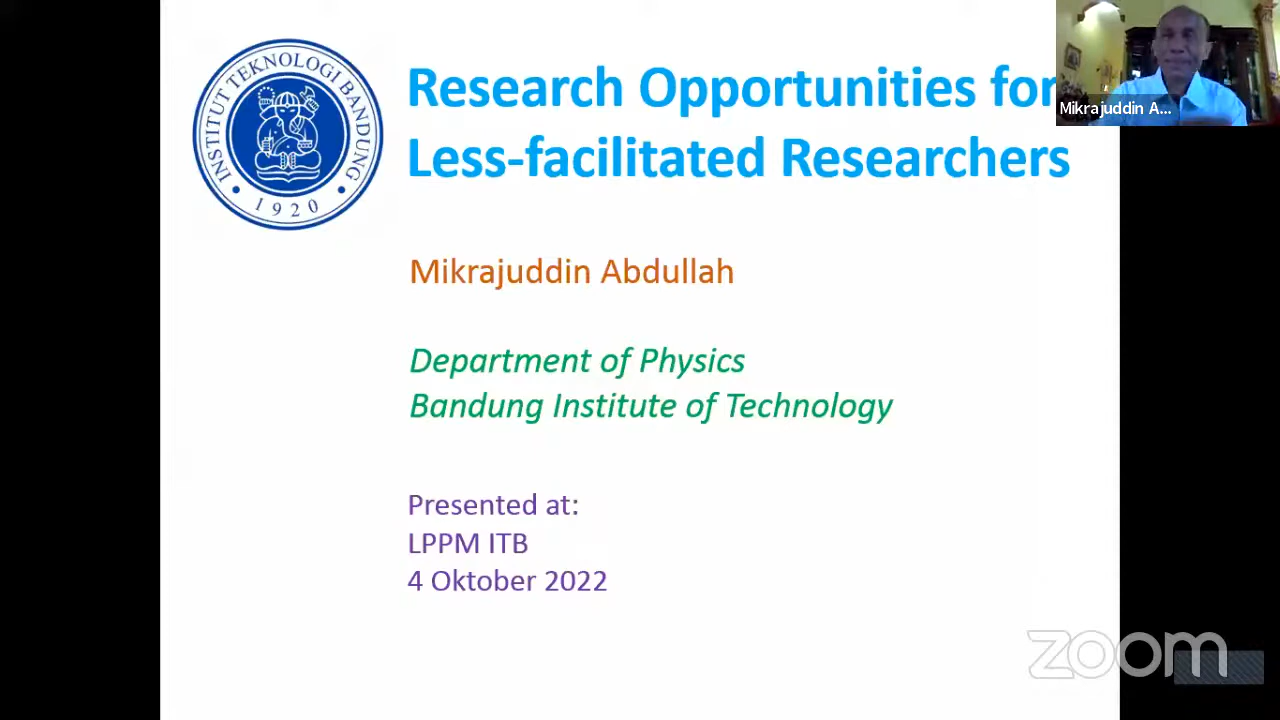 INSTITUT TEKNOLOGI BANDUNG
1920
Research Opportunities for
Less-facilitated Researchers
Mikrajuddin A...
Mikrajuddin Abdullah
Department of Physics
Bandung Institute of Technology
Presented at:
LPPM ITB
4 Oktober 2022
zoom